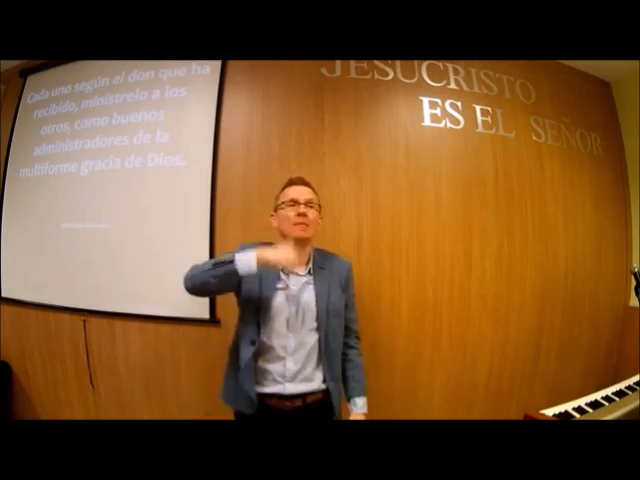 Cada uno según el don que ha
recibido, minístrelo a los
otros, como buenos
administradores de la
multiforme gracia de Dios.
JESUCRISTO
ES EL SEÑOR